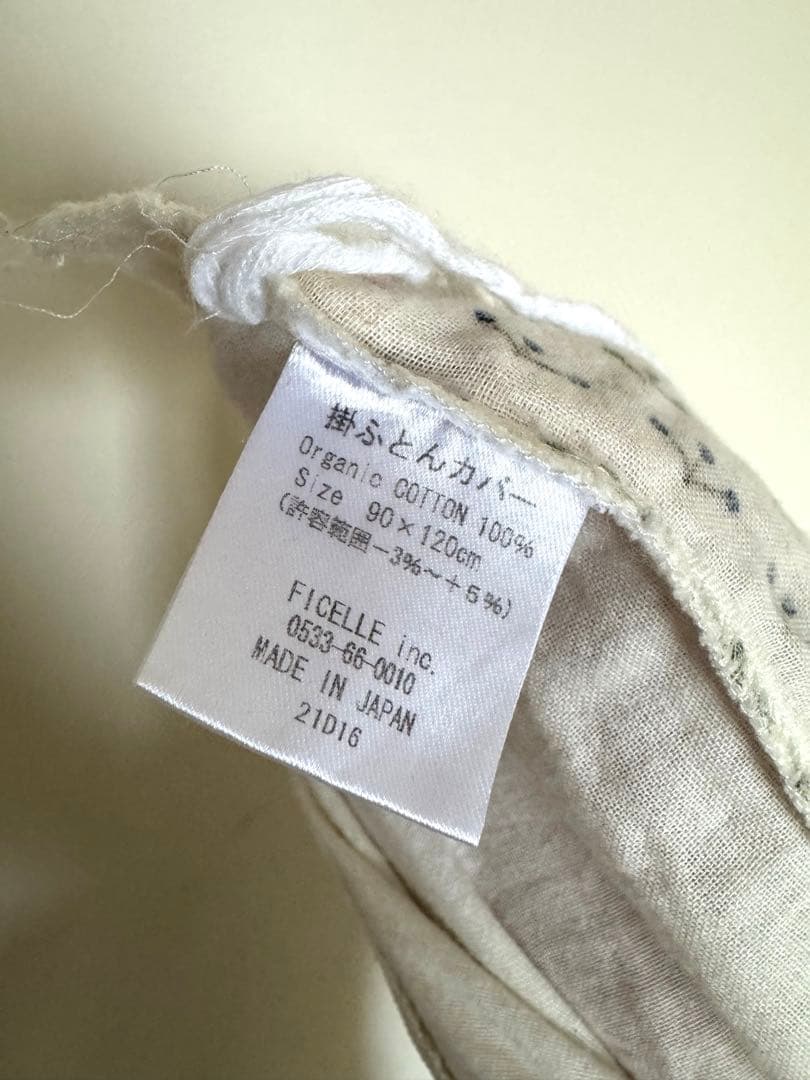 掛ふとんカバー
Organic COTTON 100%
Size 90×120cm
(許容範囲-3%~+5%)
FICELLE inc.
0533-66-0010
MADE IN JAPAN
21D16